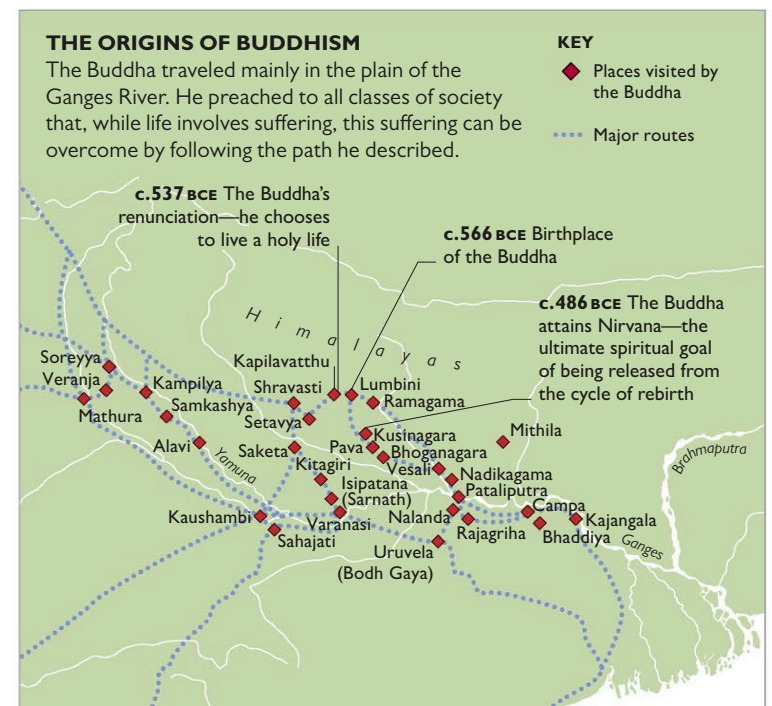 THE ORIGINS OF BUDDHISM
The Buddha traveled mainly in the plain of the
Ganges River. He preached to all classes of society
that, while life involves suffering, this suffering can be
overcome by following the path he described.
KEY
Places visited by
the Buddha
Major routes
c.537 BCE The Buddha's
renunciation—he chooses
to live a holy life
c.566 BCE Birthplace
of the Buddha
c.486 BCE The Buddha
attains Nirvana—the
ultimate spiritual goal
of being released from
the cycle of rebirth
Himalayas
Soreyya
Veranja
Mathura
Kampilya
Samkashya
Alavi
Yamuna
Kapilavatthu
Shravasti
Setavya
Saketa
Kitagiri
Isipatana
(Sarnath)
Varanasi
Kaushambi
Sahajati
Lumbini
Ramagama
Kusinagara
Pava
Bhoganagara
Vesali
Mithila
Nadikagama
Pataliputra
Nalanda
Rajagriha
Uruvela
(Bodh Gaya)
Campa
Bhaddiya
Kajangala
Ganges
Brahmaputra